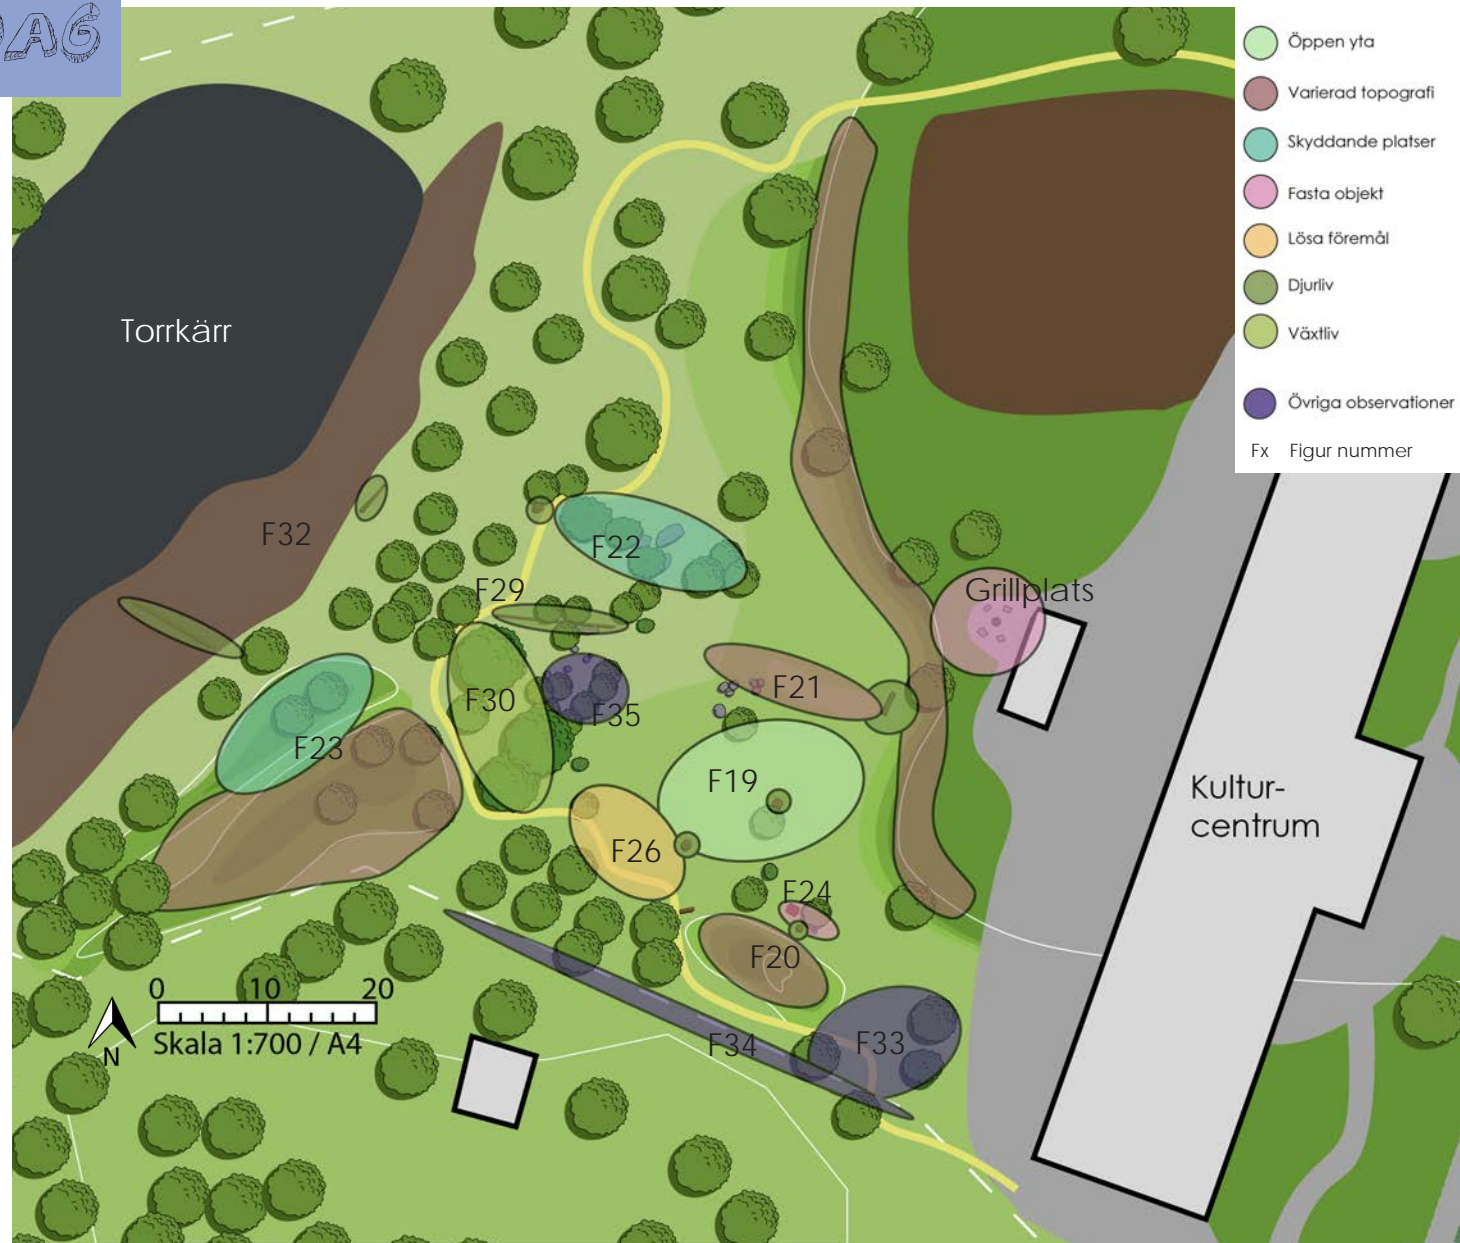 Öppen yta
Varierad topografi
Skyddande platser
Fasta objekt
Lösa föremål
Djurliv
Växtliv
Övriga observationer
Fx Figur nummer
Torrkärr
F32
F22
F29
Grillplats
F30
F35
F21
F23
F19
Kultur-
centrum
F26
F24
F20
0 10 20
Skala 1:700 / A4
N
F34
F33